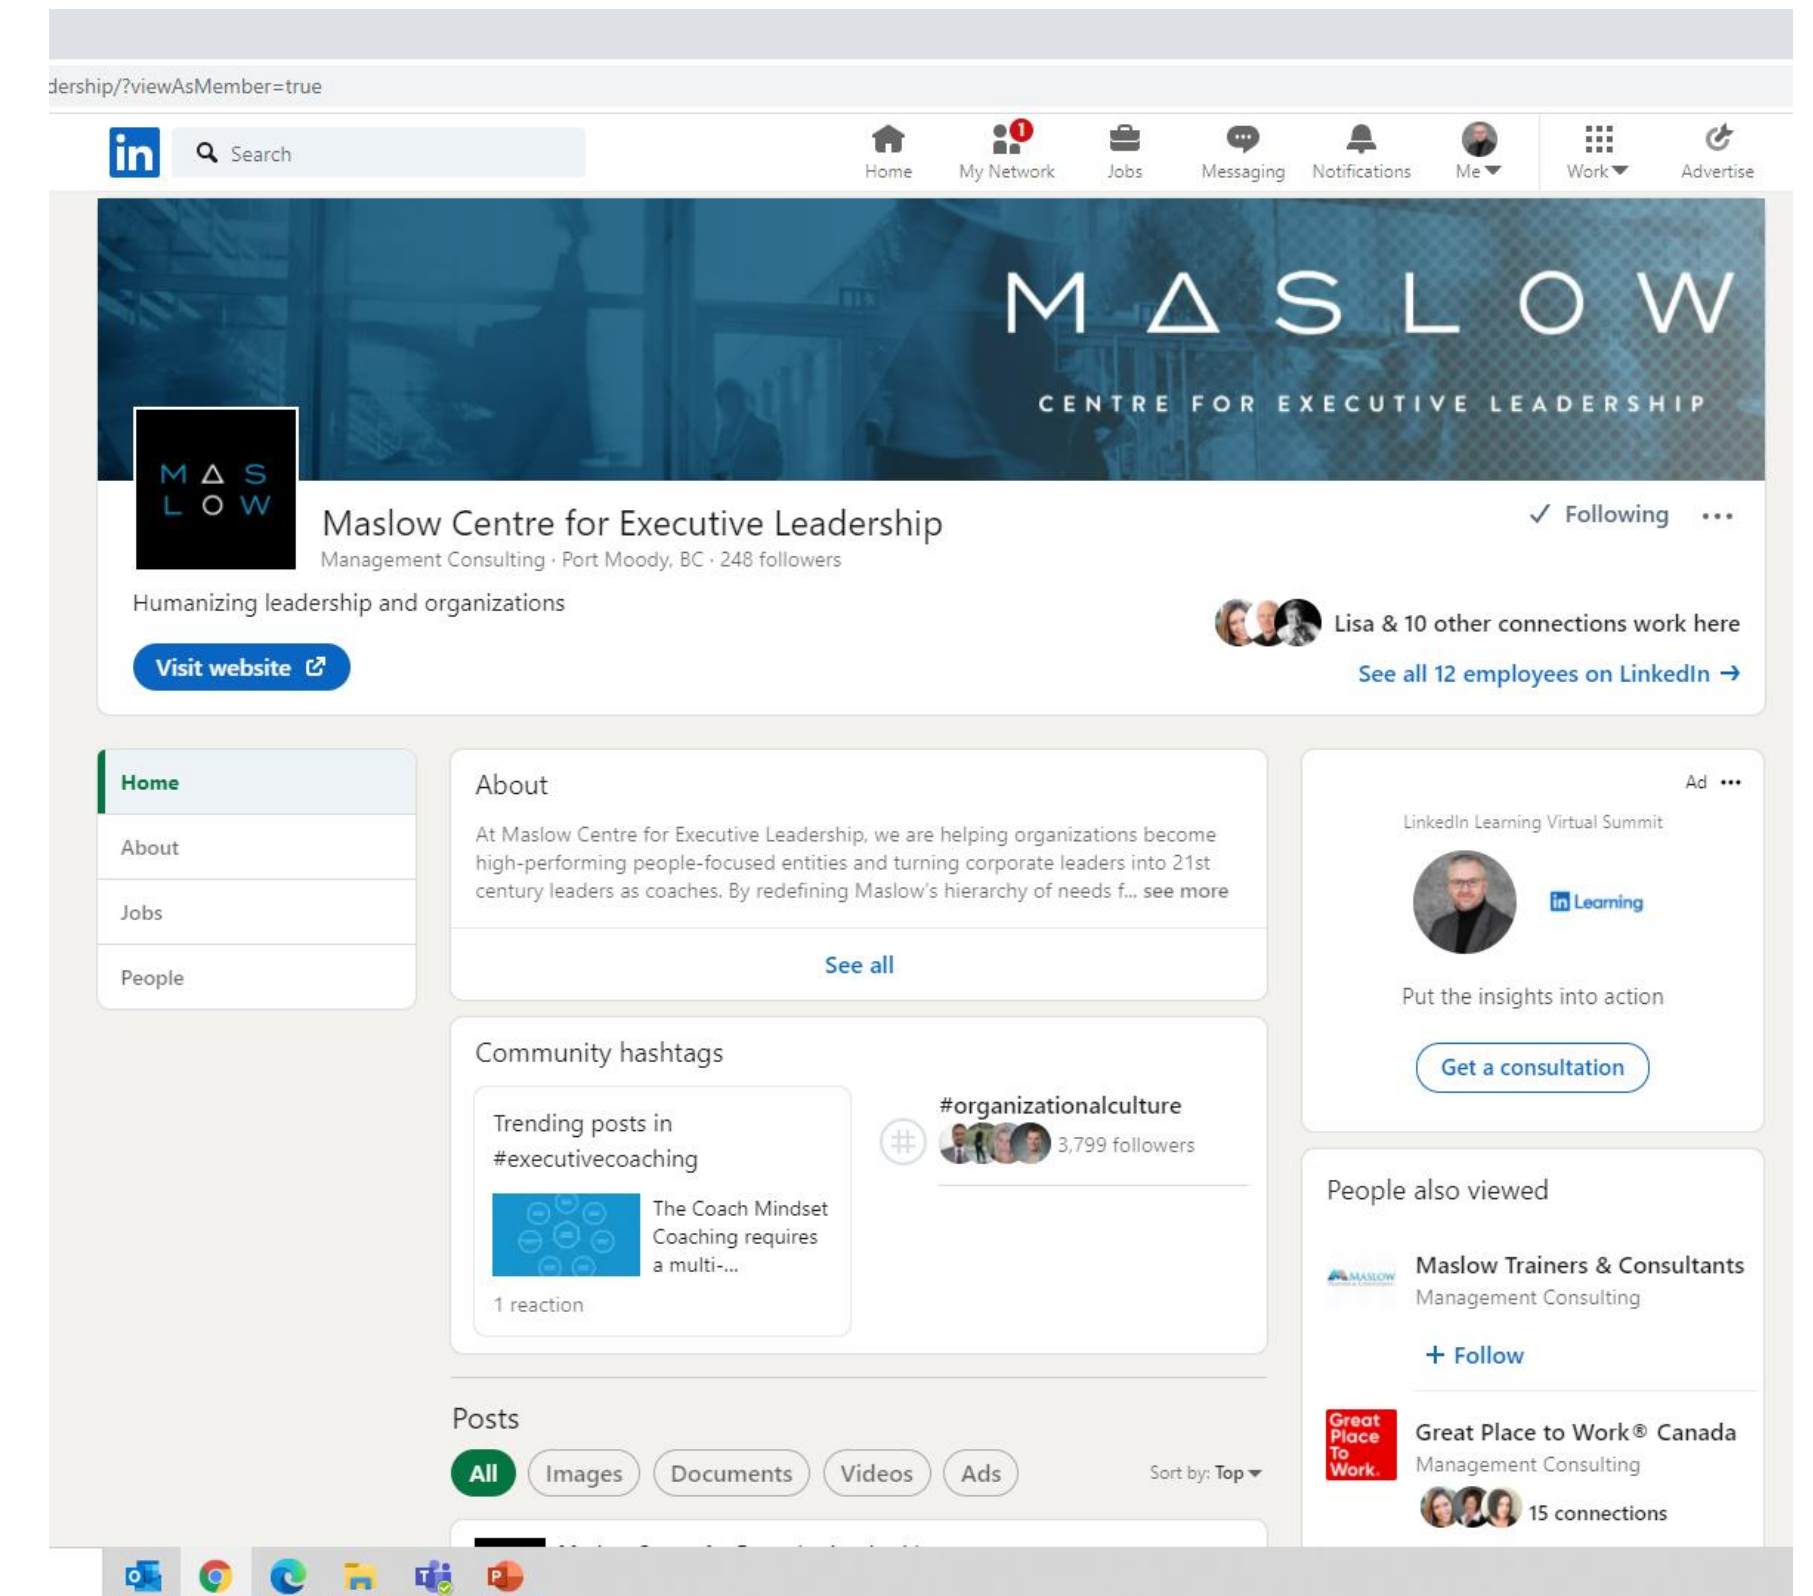 dership/?viewAsMember=true
in
Search
Home
1
My Network
Jobs
Messaging
Notifications
Me
Work
Advertise
MASLOW
CENTRE FOR EXECUTIVE LEADERSHIP
MAS
LOW
Maslow Centre for Executive Leadership
Management Consulting · Port Moody, BC · 248 followers
✓ Following ...
Humanizing leadership and organizations
Lisa & 10 other connections work here
Visit website
See all 12 employees on LinkedIn →
Home
About
Jobs
People
About
At Maslow Centre for Executive Leadership, we are helping organizations become
high-performing people-focused entities and turning corporate leaders into 21st
century leaders as coaches. By redefining Maslow's hierarchy of needs f... see more
See all
Community hashtags
Trending posts in
#executivecoaching
The Coach Mindset
Coaching requires
a multi-...
1 reaction
#organizationalculture
3,799 followers
Posts
All
Images
Documents
Videos
Ads
Sort by: Top
Ad ...
LinkedIn Learning Virtual Summit
in Learning
Put the insights into action
Get a consultation
People also viewed
MASLOW
Maslow Trainers & Consultants
Management Consulting
+ Follow
Great
Place
To
Work.
Great Place to Work® Canada
Management Consulting
15 connections